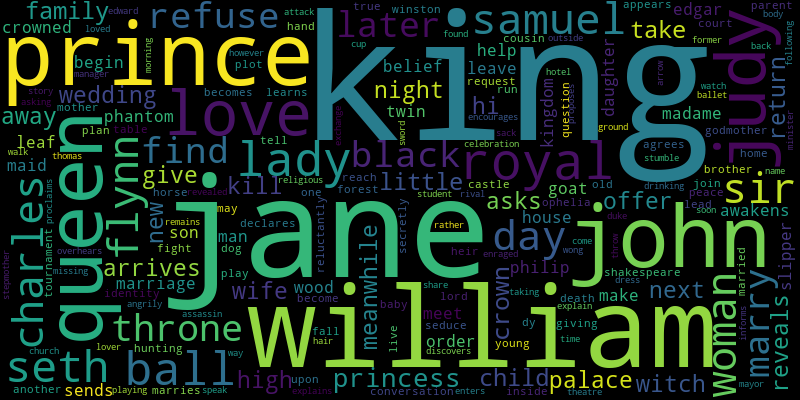 family edward loved refuse later true winston attack hand samuel appears take edgar court parent body
crowned prince king help cousin outside found former back
begin manager morning however plot cup leave request run hotel arrow watch ballet following
away wedding mother becomes learns love belief night twin hi question kingdom daughter madame judy return
story asking phantom plan table leaf find tell exchange sword sack encourages celebration ground godmother minister
walk thomas maid queen flynn give lady black royal agrees stumble home brother name
charles new horse revealed kill religious reach forest little student rival castle goat old join peace lead
tournament proclaims remains son may one reluctantly asks ophelia sir
stepmother missing overhears fight man declares jane day house offer duke soon awakens slipper
arrives dog play secretly rather heir enraged john come wong shakespeare throw
marriage identity wife wood become meanwhile meet share lord philip make dress married marry reveals
throne assassin baby live seduce dy death next woman informs
seth angrily lover hunting fall hair order discovers william young taking giving explain time
church ball way high upon princess child palace witch mayor
another sends playing marries speak explains conversation enters inside theatre crown